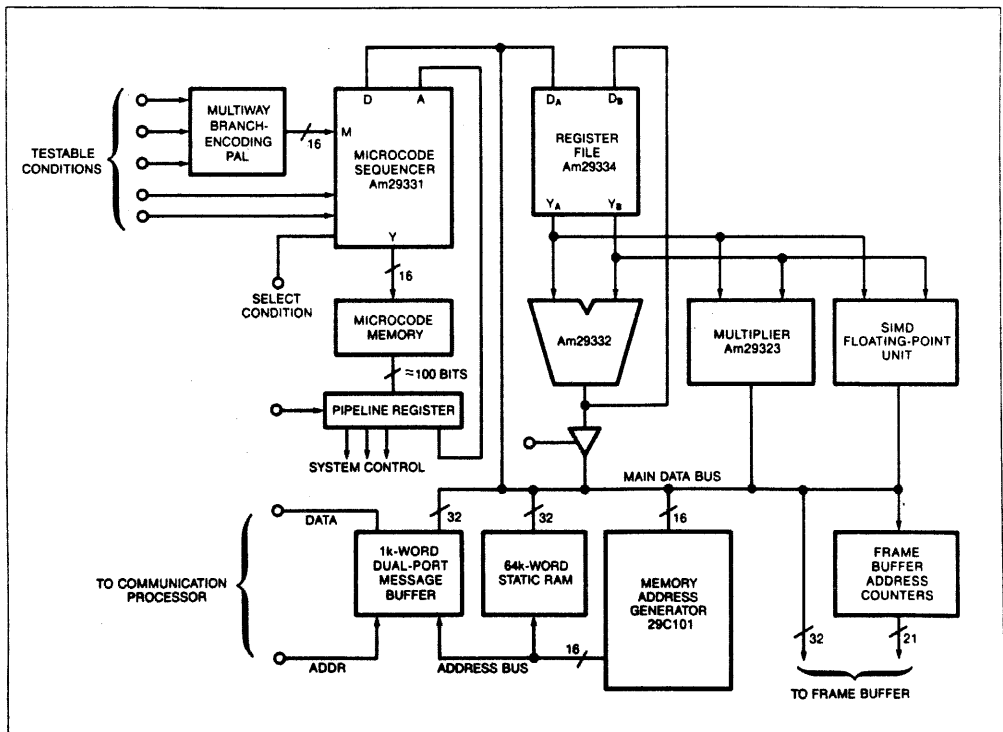 D
A
DA
DB
MULTIWAY
BRANCH-
ENCODING
PAL
16
M
MICROCODE
SEQUENCER
Am29331
REGISTER
FILE
Am29334
TESTABLE
CONDITIONS
Y
YA
YB
16
SELECT
CONDITION
MICROCODE
MEMORY
Am29332
MULTIPLIER
Am29323
SIMD
FLOATING-POINT
UNIT
≈100 BITS
PIPELINE REGISTER
SYSTEM CONTROL
MAIN DATA BUS
DATA
32
32
16
1k-WORD
DUAL-PORT
MESSAGE
BUFFER
64k-WORD
STATIC RAM
MEMORY
ADDRESS
GENERATOR
29C101
FRAME
BUFFER
ADDRESS
COUNTERS
TO COMMUNICATION
PROCESSOR
ADDR
ADDRESS BUS
16
32
21
TO FRAME BUFFER